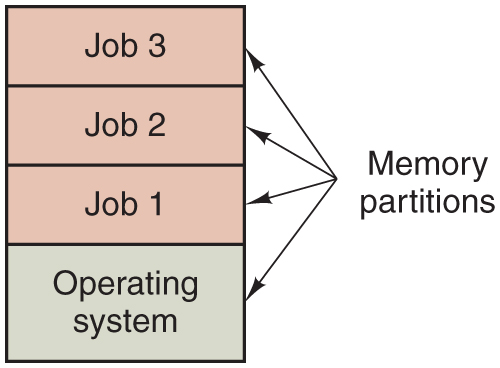 Job 3
Job 2
Job 1
Operating
system
Memory
partitions